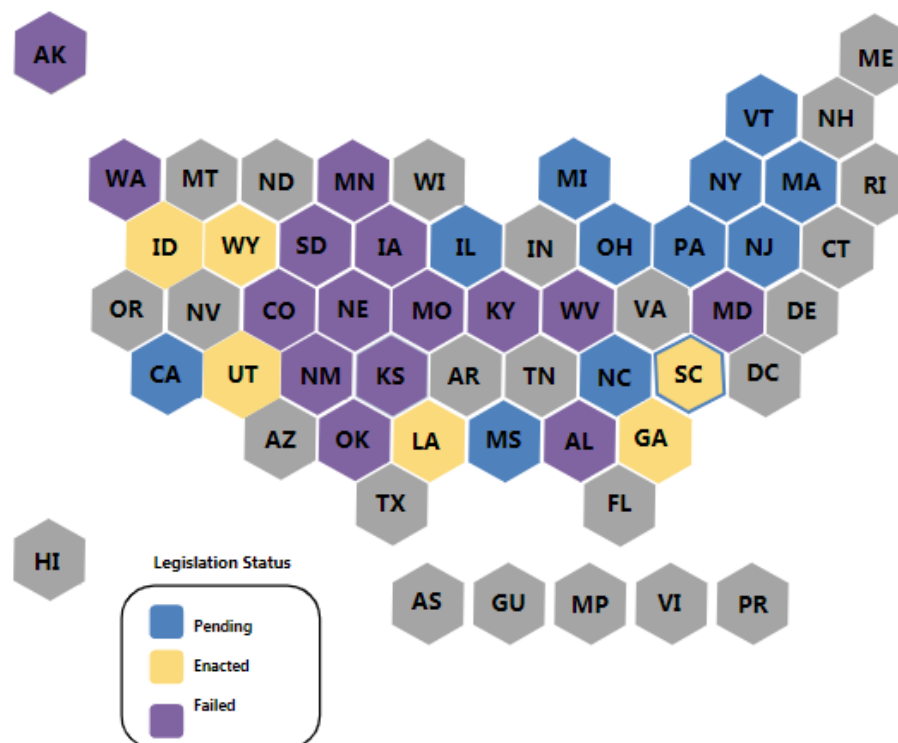 AK
ME
VT NH
WA MT ND MN WI MI NY MA RI
ID WY SD IA IL IN OH PA NJ CT
OR NV CO NE MO KY WV VA MD DE
CA UT NM KS AR TN NC SC DC
AZ OK LA MS AL GA
TX FL
HI
Legislation Status
AS GU MP VI PR
Pending
Enacted
Failed